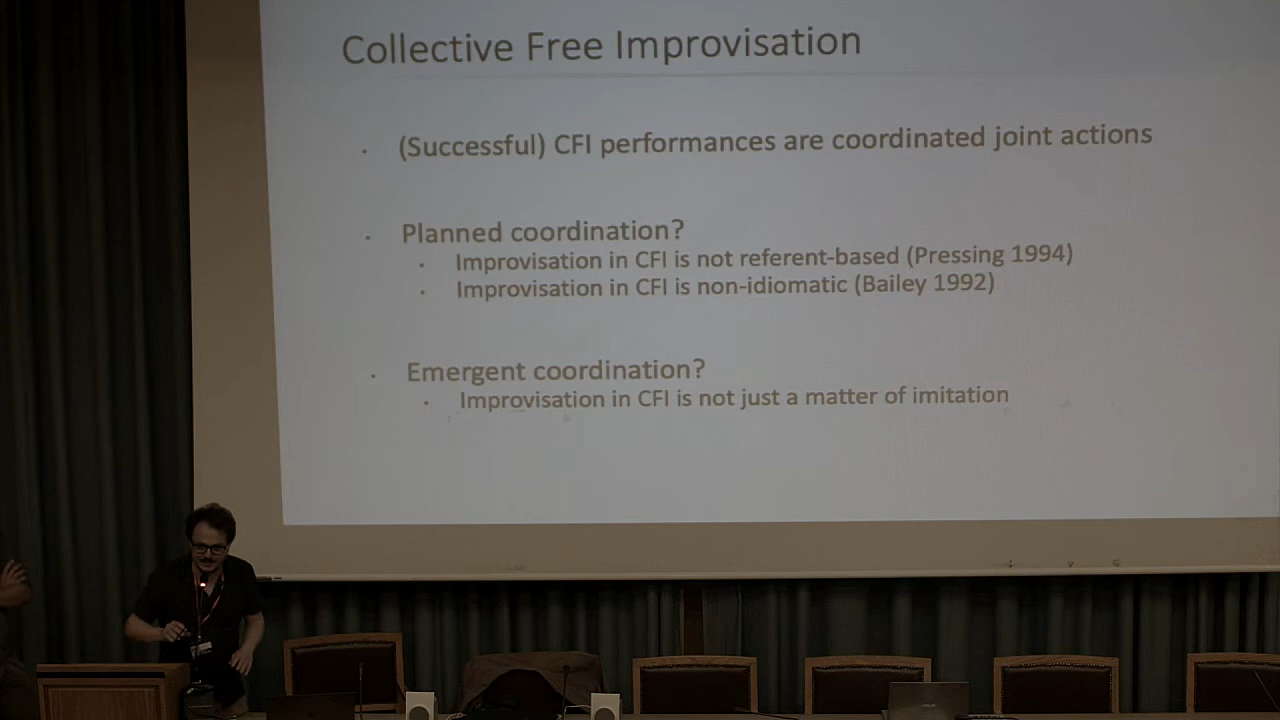 Collective Free Improvisation
(Successful) CFI performances are coordinated joint actions
Planned coordination?
Improvisation in CFI is not referent-based (Pressing 1994)
Improvisation in CFI is non-idiomatic (Bailey 1992)
Emergent coordination?
Improvisation in CFI is not just a matter of imitation